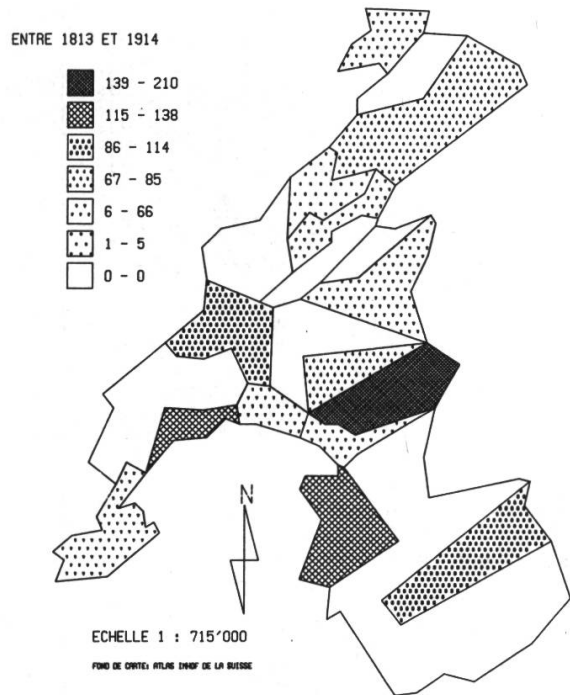 ENTRE 1813 ET 1914
139 - 210
115 - 138
86 - 114
67 - 85
6 - 66
1 - 5
0 - 0
N
ECHELLE 1 : 715'000
FOND DE CARTE: ATLAS IMHOF DE LA SUISSE